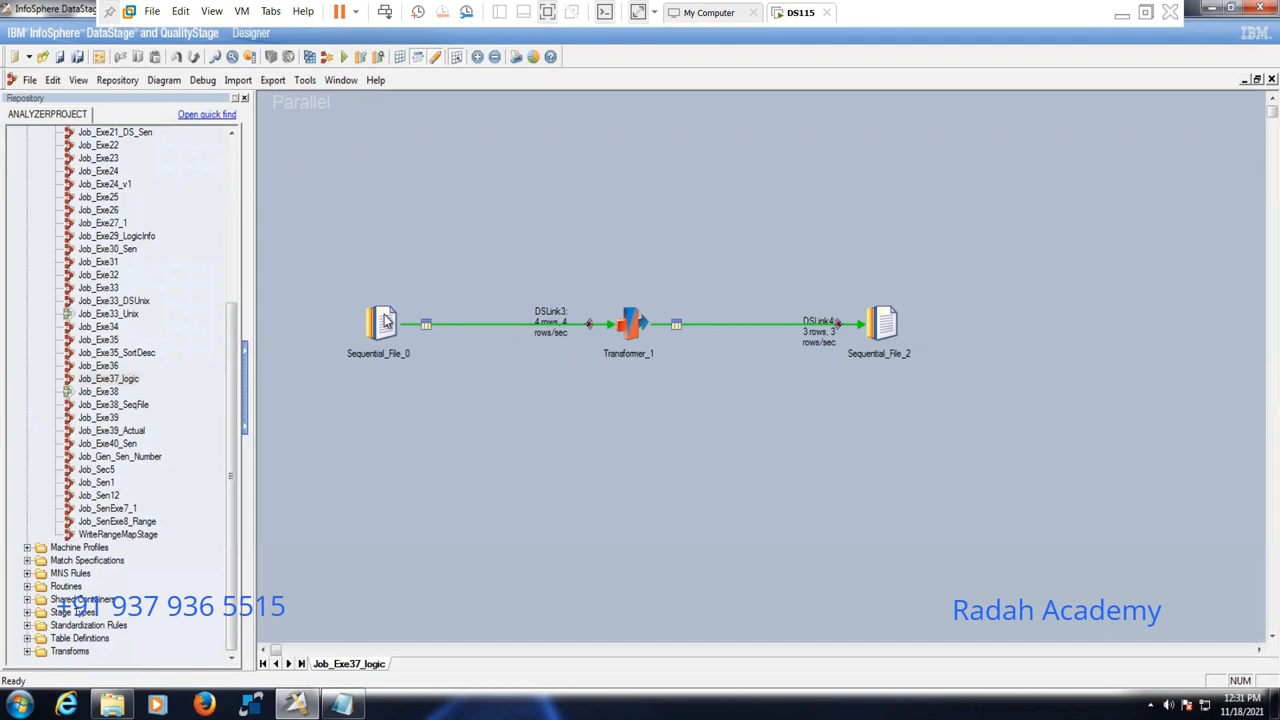 InfoSphere DataStage
File
Edit
View
VM
Tabs
Help
My Computer
DS115
IBM® InfoSphere™ DataStage® and QualityStage® Designer
IBM.
File
Edit
View
Repository
Diagram
Debug
Import
Export
Tools
Window
Help
Repository
ANALYZERPROJECT
Open quick find
Job_Exe21_DS_Sen
Job_Exe22
Job_Exe23
Job_Exe24
Job_Exe24_v1
Job_Exe25
Job_Exe26
Job_Exe27_1
Job_Exe29_LogicInfo
Job_Exe30_Sen
Job_Exe31
Job_Exe32
Job_Exe33
Job_Exe33_DSUnix
Job_Exe33_Unix
Job_Exe34
Job_Exe35
Job_Exe35_SortDesc
Job_Exe36
Job_Exe37_logic
Job_Exe38
Job_Exe38_SeqFile
Job_Exe39
Job_Exe39_Actual
Job_Exe40_Sen
Job_Gen_Sen_Number
Job_Sec5
Job_Sen1
Job_Sen12
Job_SenExe7_1
Job_SenExe8_Range
WriteRangeMapStage
Machine Profiles
Match Specifications
MNS Rules
Routines
Shared Containers
Stage Types
Standardization Rules
Table Definitions
Transforms
Parallel
DSLink3:
4 rows, 4
rows/sec
DSLink4:
3 rows, 3
rows/sec
Sequential_File_0
Transformer_1
Sequential_File_2
+91 937 936 5515
Radah Academy
Job_Exe37_logic
Ready
NUM
12:31 PM
11/18/2021